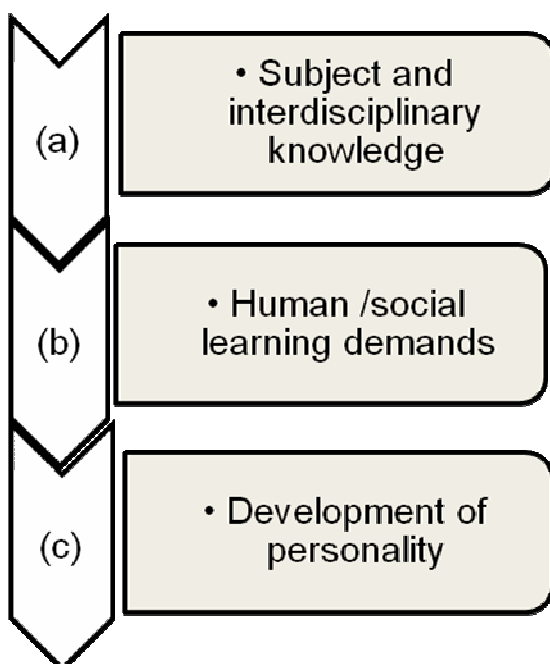 (a)
• Subject and
interdisciplinary
knowledge
(b)
• Human /social
learning demands
(c)
• Development of
personality